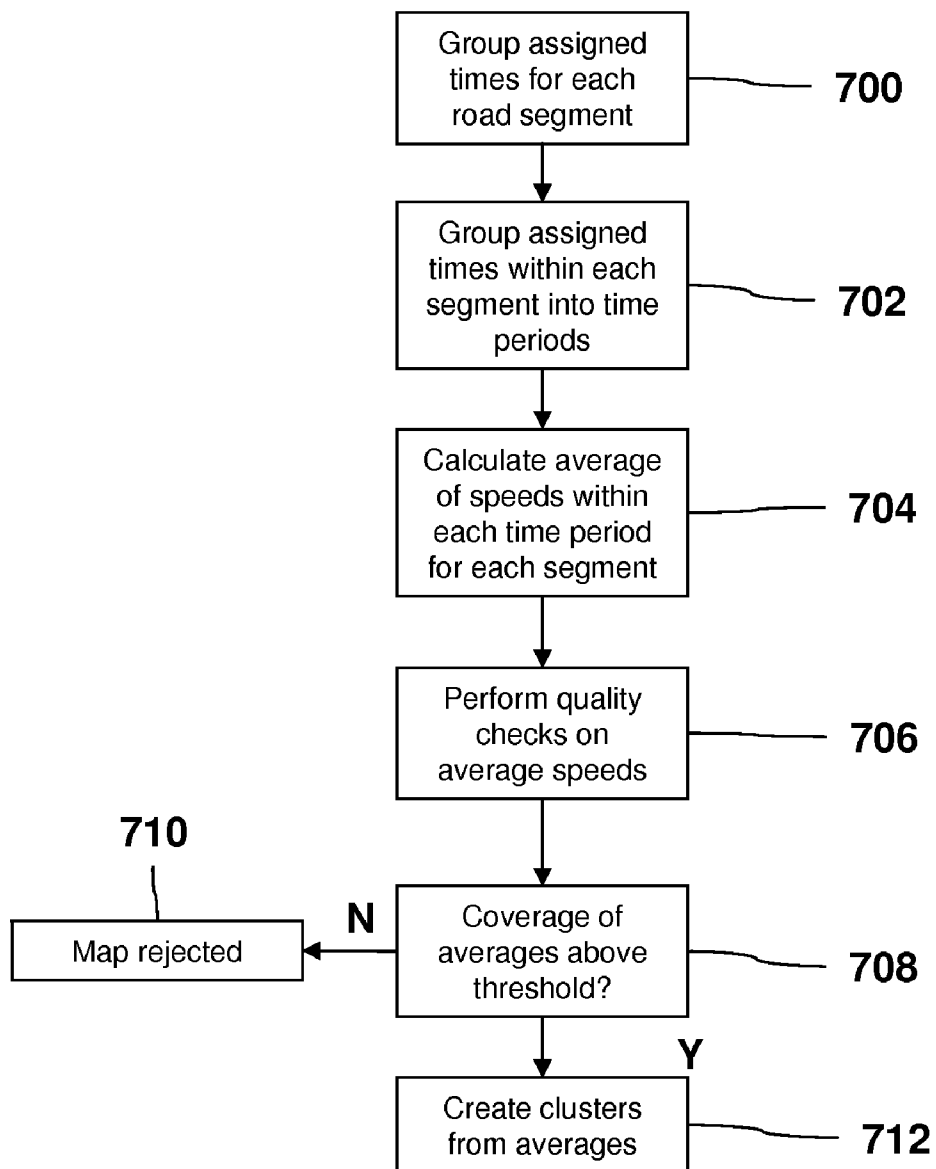 Group assigned
times for each
road segment
700
Group assigned
times within each
segment into time
periods
702
Calculate average
of speeds within
each time period
for each segment
704
Perform quality
checks on
average speeds
706
710
Map rejected
N
Coverage of
averages above
threshold?
708
Y
Create clusters
from averages
712